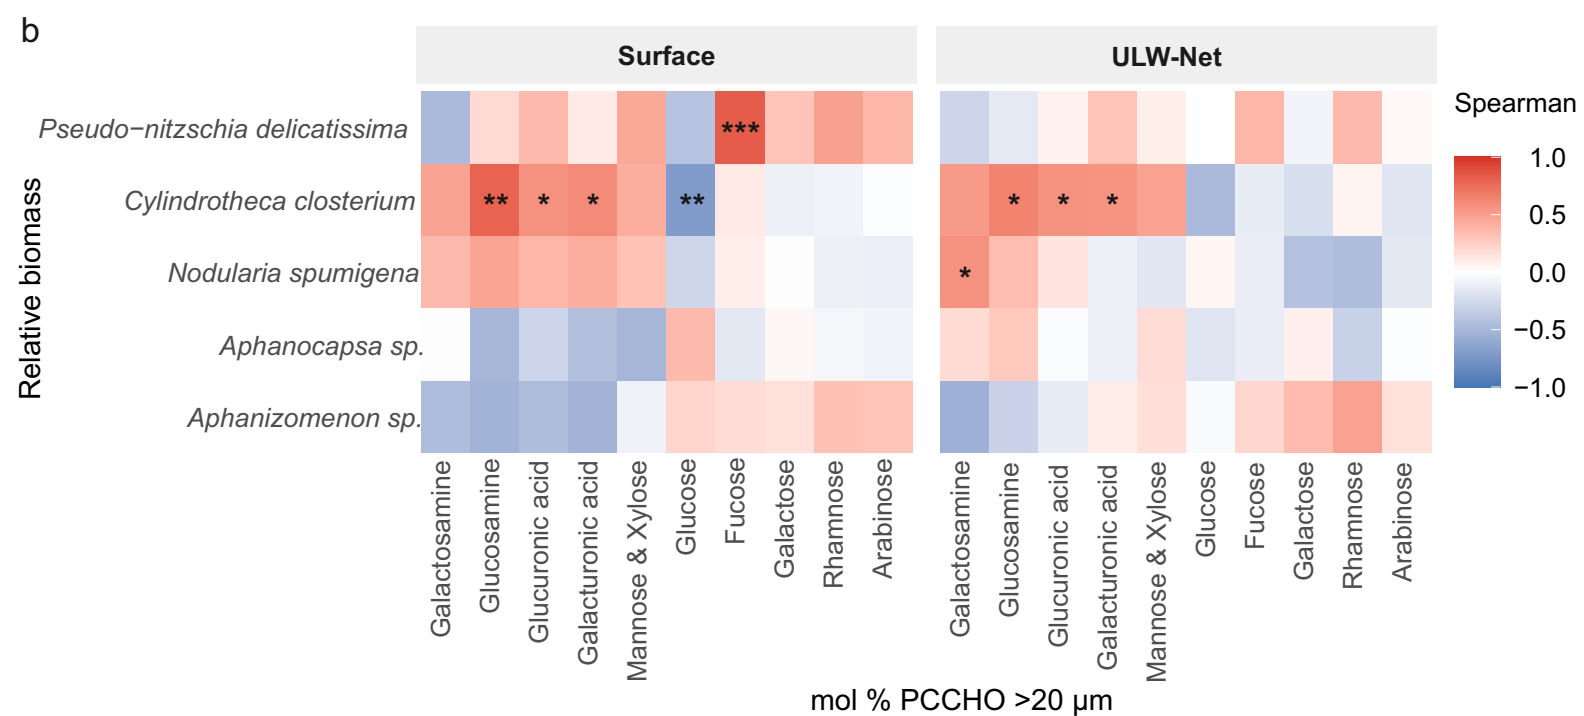 b
Surface
ULW-Net
Spearman
Relative biomass
Pseudo−nitzschia delicatissima
***
Cylindrotheca closterium
** * * **
* * *
Nodularia spumigena
*
Aphanocapsa sp.
Aphanizomenon sp.
1.0
0.5
0.0
−0.5
−1.0
Galactosamine
Glucosamine
Glucuronic acid
Galacturonic acid
Mannose & Xylose
Glucose
Fucose
Galactose
Rhamnose
Arabinose
Galactosamine
Glucosamine
Glucuronic acid
Galacturonic acid
Mannose & Xylose
Glucose
Fucose
Galactose
Rhamnose
Arabinose
mol % PCCHO >20 μm